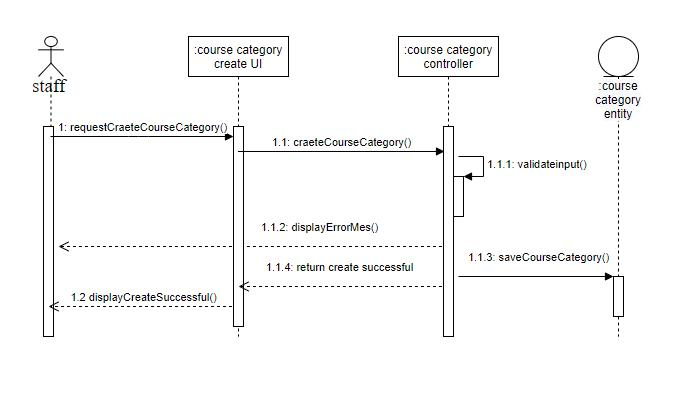 :course category
create UI
:course category
controller
staff
:course
category
entity
1: requestCraeteCourseCategory()
1.1: craeteCourseCategory()
1.1.1: validateinput()
1.1.2: displayErrorMes()
1.1.3: saveCourseCategory()
1.1.4: return create successful
1.2 displayCreateSuccessful()